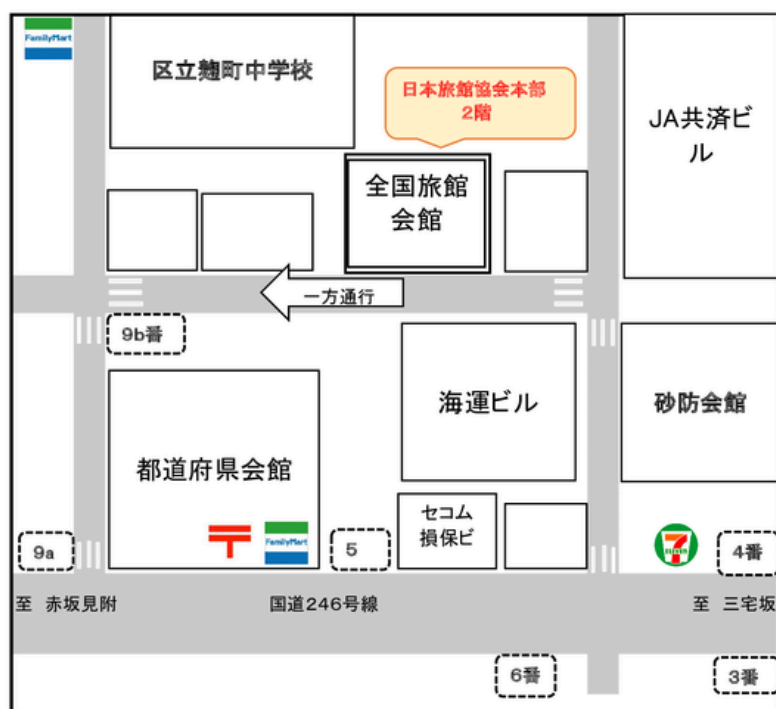 FamilyMart
区立麹町中学校
日本旅館協会本部
2階
JA共済ビ
ル
全国旅館
会館
一方通行
9b番
海運ビル
砂防会館
都道府県会館
セコム
損保ビ
FamilyMart
9a
5
7
ELEVEN
4番
至 赤坂見附
国道246号線
至 三宅坂
6番
3番